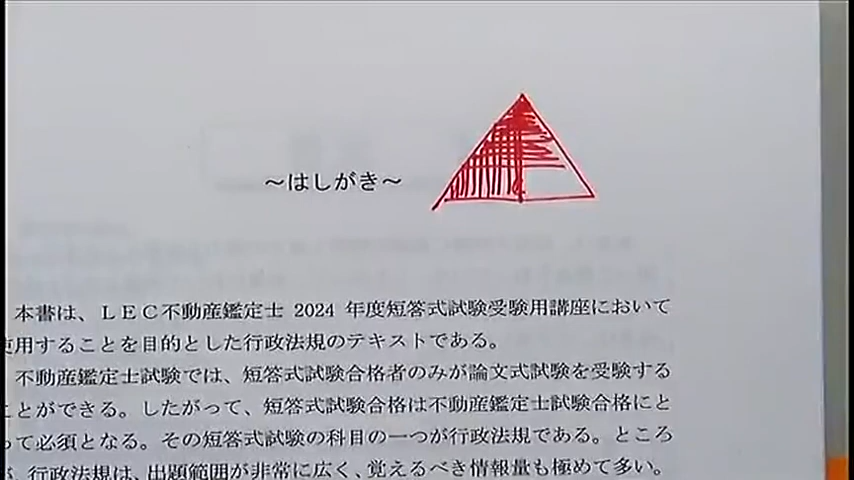 ～はしがき～
本書は、ＬＥＣ不動産鑑定士 2024 年度短答式試験受験用講座において
使用することを目的とした行政法規のテキストである。
不動産鑑定士試験では、短答式試験合格者のみが論文式試験を受験する
ことができる。したがって、短答式試験合格は不動産鑑定士試験合格にと
って必須となる。その短答式試験の科目の一つが行政法規である。ところ
が、行政法規は、出題範囲が非常に広く、覚えるべき情報量も極めて多い。